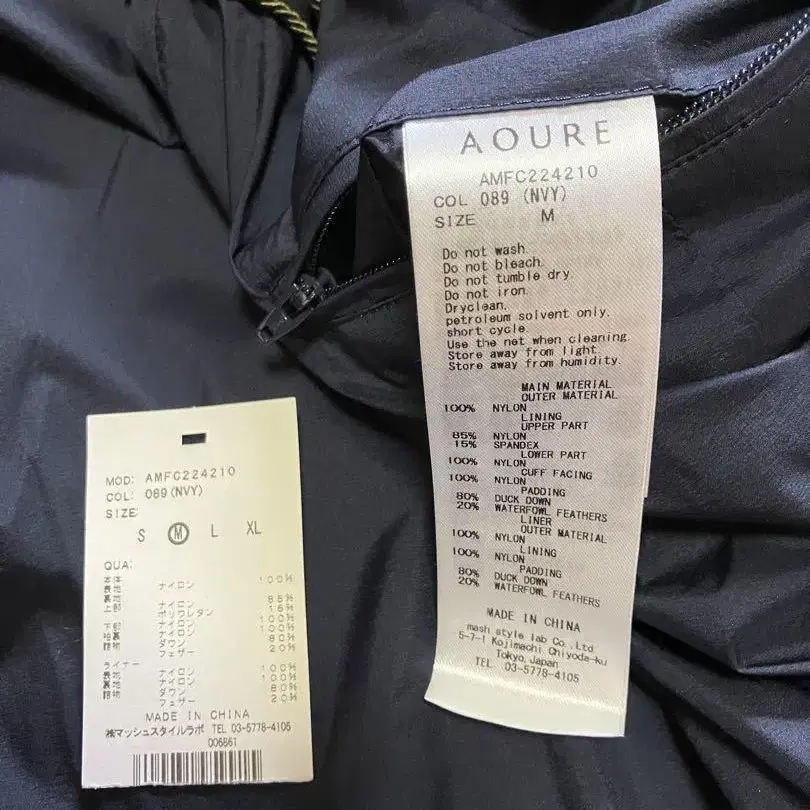 AOURE
AMFC224210
COL 089 (NVY)
SIZE M
Do not wash.
Do not bleach.
Do not tumble dry.
Do not iron.
Dryclean.
petroleum solvent only.
short cycle.
Use the net when cleaning.
Store away from light.
Store away from humidity.
MAIN MATERIAL
OUTER MATERIAL
100% NYLON
LINING
UPPER PART
85% NYLON
15% SPANDEX
LOWER PART
100% NYLON
CUFF FACING
100% NYLON
PADDING
80% DUCK DOWN
20% WATERFOWL FEATHERS
LINER
OUTER MATERIAL
100% NYLON
LINING
100% NYLON
PADDING
80% DUCK DOWN
20% WATERFOWL FEATHERS
MADE IN CHINA
mash style lab Co.,Ltd
5-7-1 Kojimachi Chiyoda-ku
Tokyo, Japan
TEL 03-5778-4105
MOD: AMFC224210
COL: 089(NVY)
SIZE:
S M L XL
QUA:
本体
表地 ナイロン 100%
裏地
上部 ナイロン 85%
ポリウレタン 15%
下部 ナイロン 100%
袖裏 ナイロン 100%
詰物 ダウン 80%
フェザー 20%
ライナー
表地 ナイロン 100%
裏地 ナイロン 100%
詰物 ダウン 80%
フェザー 20%
MADE IN CHINA
㈱マッシュスタイルラボ TEL 03-5778-4105
006861